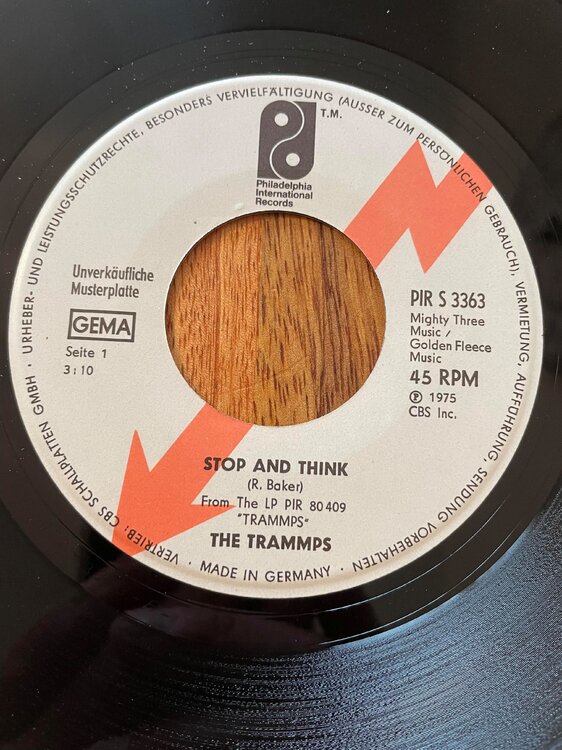 VERTRIEB: CBS SCHALLPLATTEN GMBH · URHEBER- UND LEISTUNGSSCHUTZRECHTE, BESONDERS VERVIELFÄLTIGUNG (AUSSER ZUM PERSÖNLICHEN GEBRAUCH), VERMIETUNG, AUFFÜHRUNG, SENDUNG VORBEHALTEN · MADE IN GERMANY ·
T.M.
Philadelphia
International
Records
Unverkäufliche
Musterplatte
GEMA
Seite 1
3:10
PIR S 3363
Mighty Three
Music /
Golden Fleece
Music
45 RPM
Ⓟ 1975
CBS Inc.
STOP AND THINK
(R. Baker)
From The LP PIR 80 409
"TRAMMPS"
THE TRAMMPS